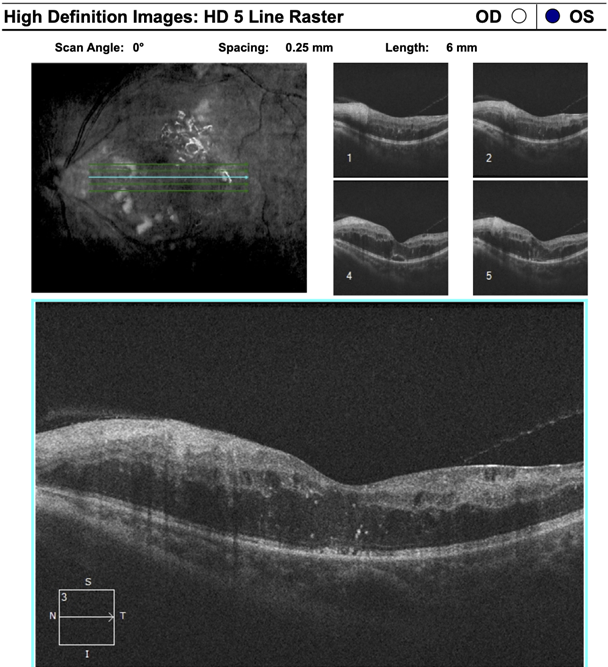 High Definition Images: HD 5 Line Raster OD OS
Scan Angle: 0° Spacing: 0.25 mm Length: 6 mm
1 2
4 5
S
3
N T
I